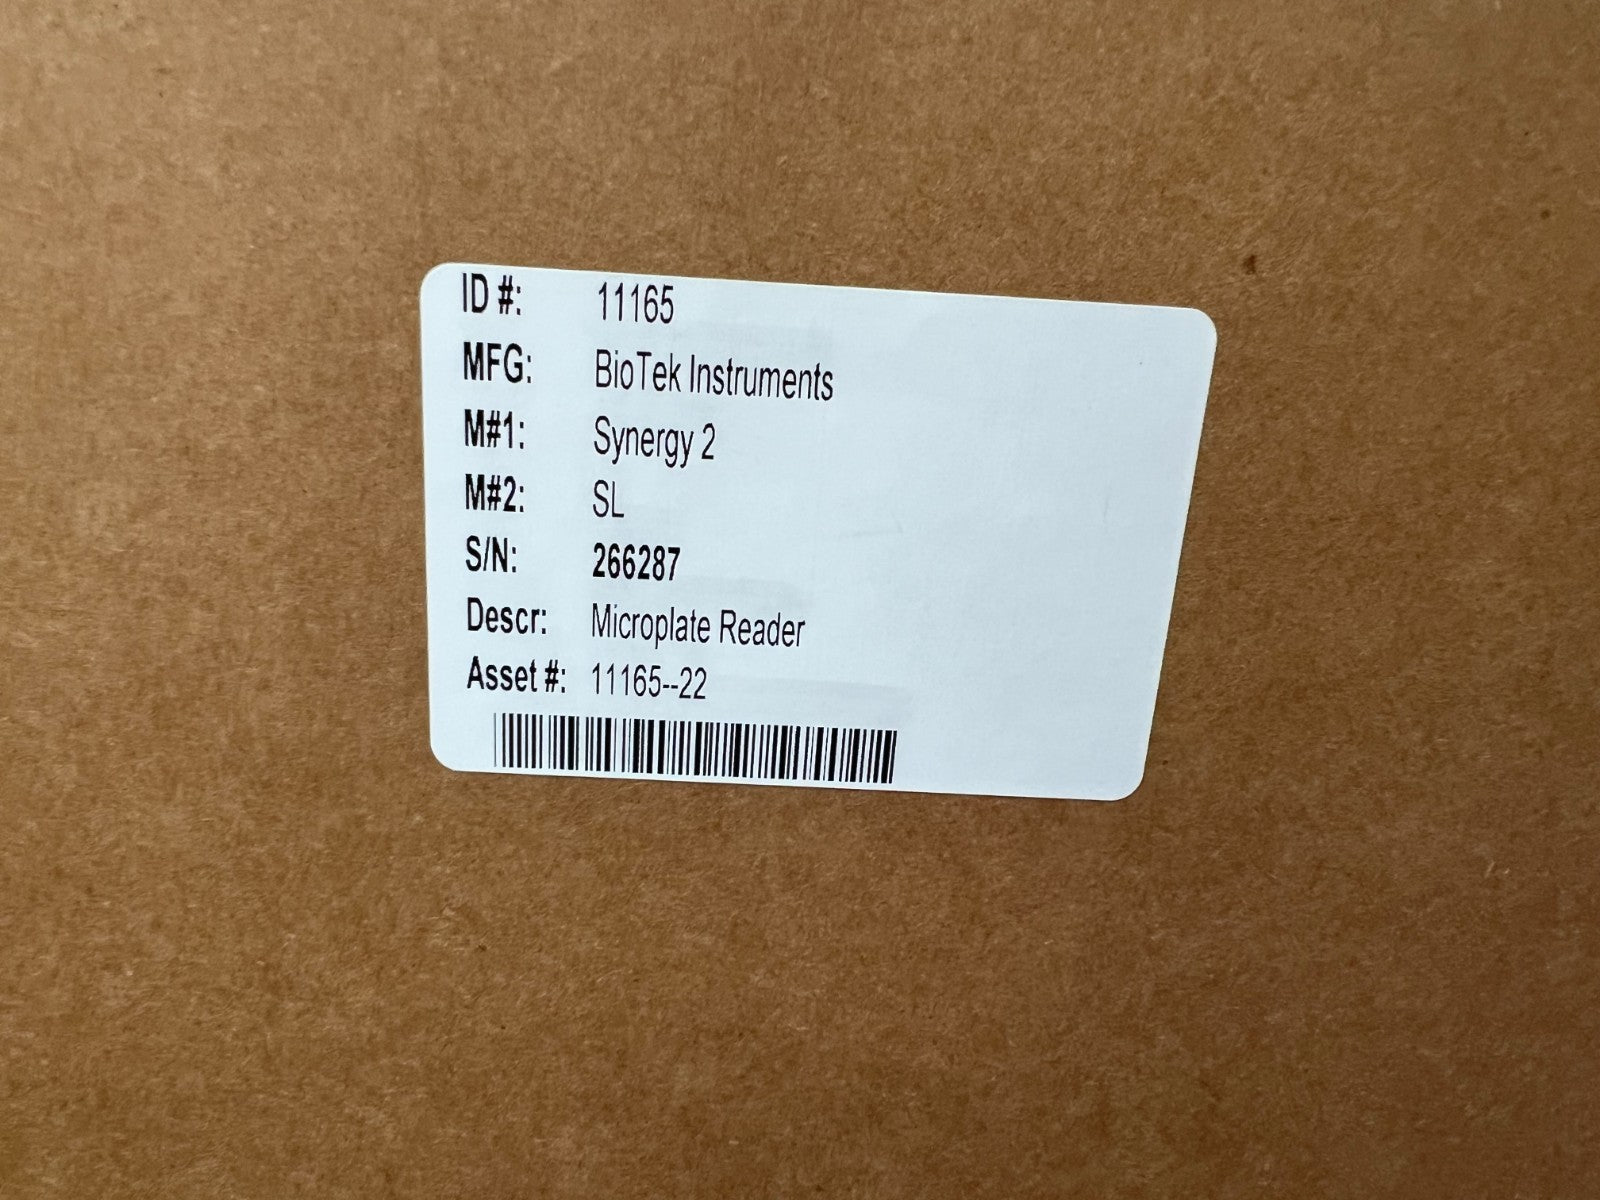 ID #: 11165
MFG: BioTek Instruments
M#1: Synergy 2
M#2: SL
S/N: 266287
Descr: Microplate Reader
Asset #: 11165--22